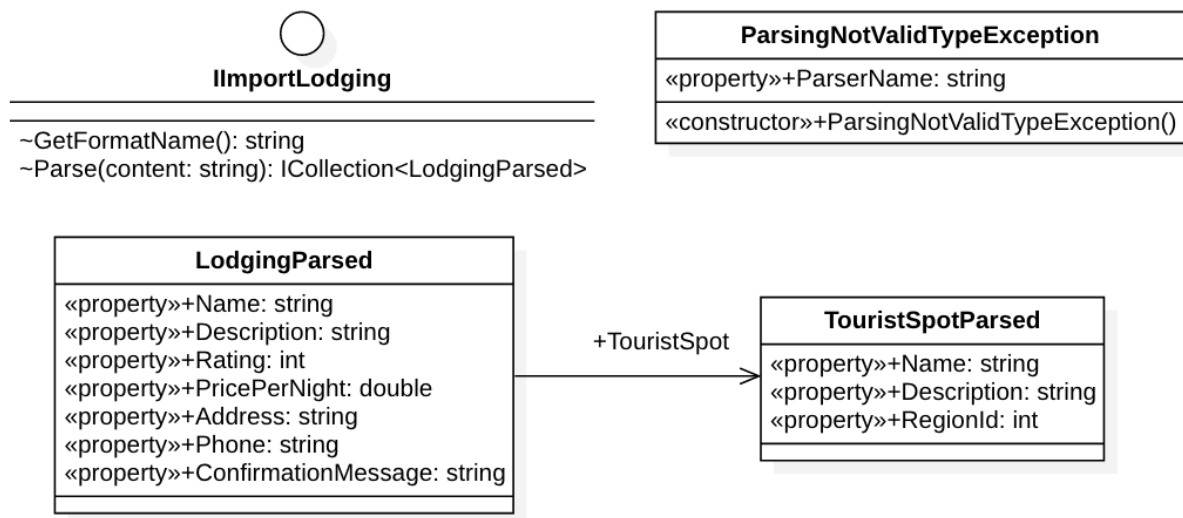 IImportLodging
~GetFormatName(): string
~Parse(content: string): ICollection<LodgingParsed>
ParsingNotValidTypeException
«property»+ParserName: string
«constructor»+ParsingNotValidTypeException()
LodgingParsed
«property»+Name: string
«property»+Description: string
«property»+Rating: int
«property»+PricePerNight: double
«property»+Address: string
«property»+Phone: string
«property»+ConfirmationMessage: string
+TouristSpot
TouristSpotParsed
«property»+Name: string
«property»+Description: string
«property»+RegionId: int